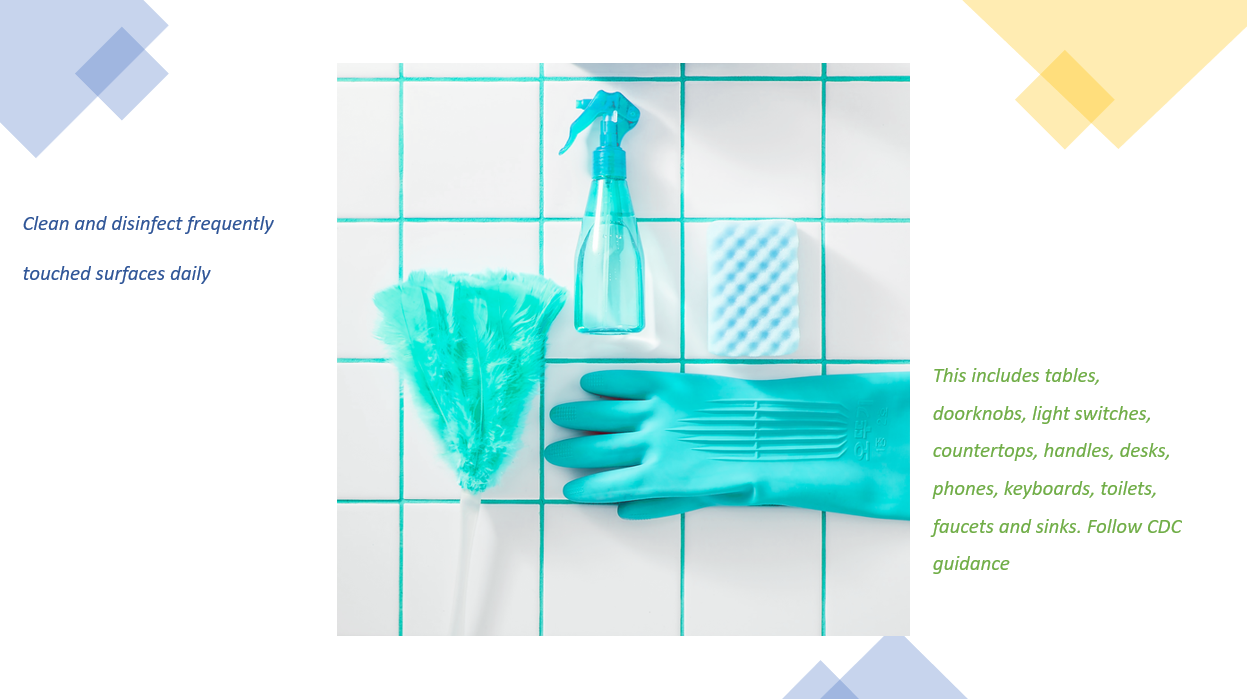 Clean and disinfect frequently
touched surfaces daily
This includes tables,
doorknobs, light switches,
countertops, handles, desks,
phones, keyboards, toilets,
faucets and sinks. Follow CDC
guidance